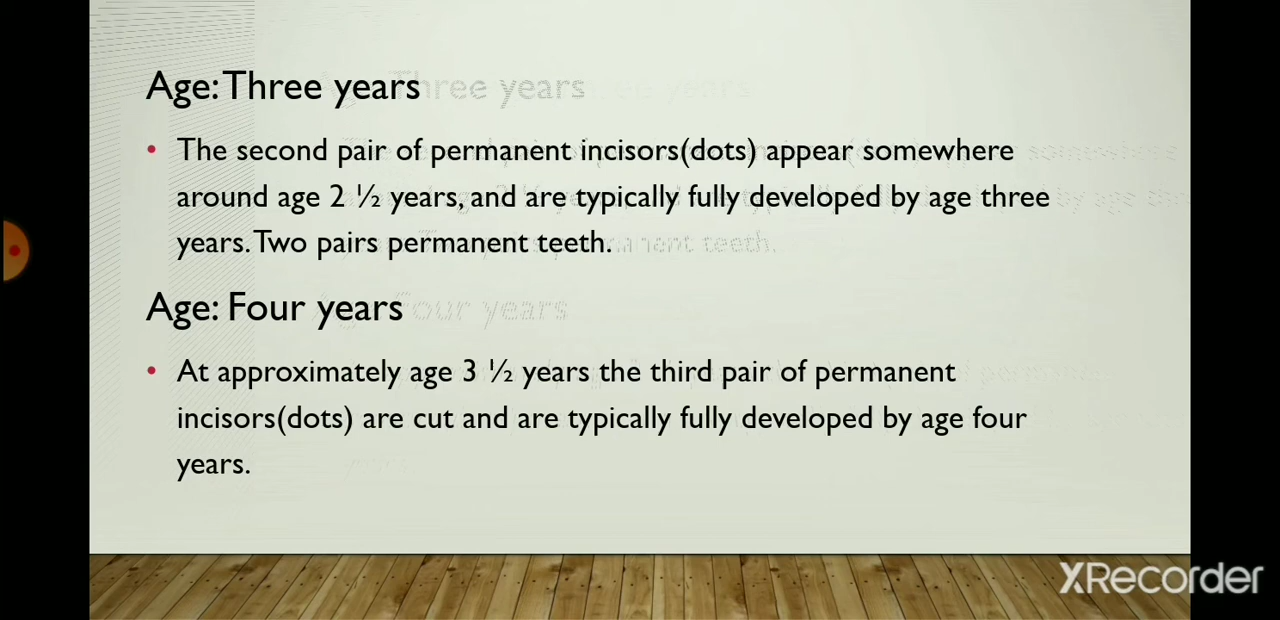 Age: Three years
• The second pair of permanent incisors(dots) appear somewhere
around age 2 ½ years, and are typically fully developed by age three
years. Two pairs permanent teeth.
Age: Four years
• At approximately age 3 ½ years the third pair of permanent
incisors(dots) are cut and are typically fully developed by age four
years.
XRecorder